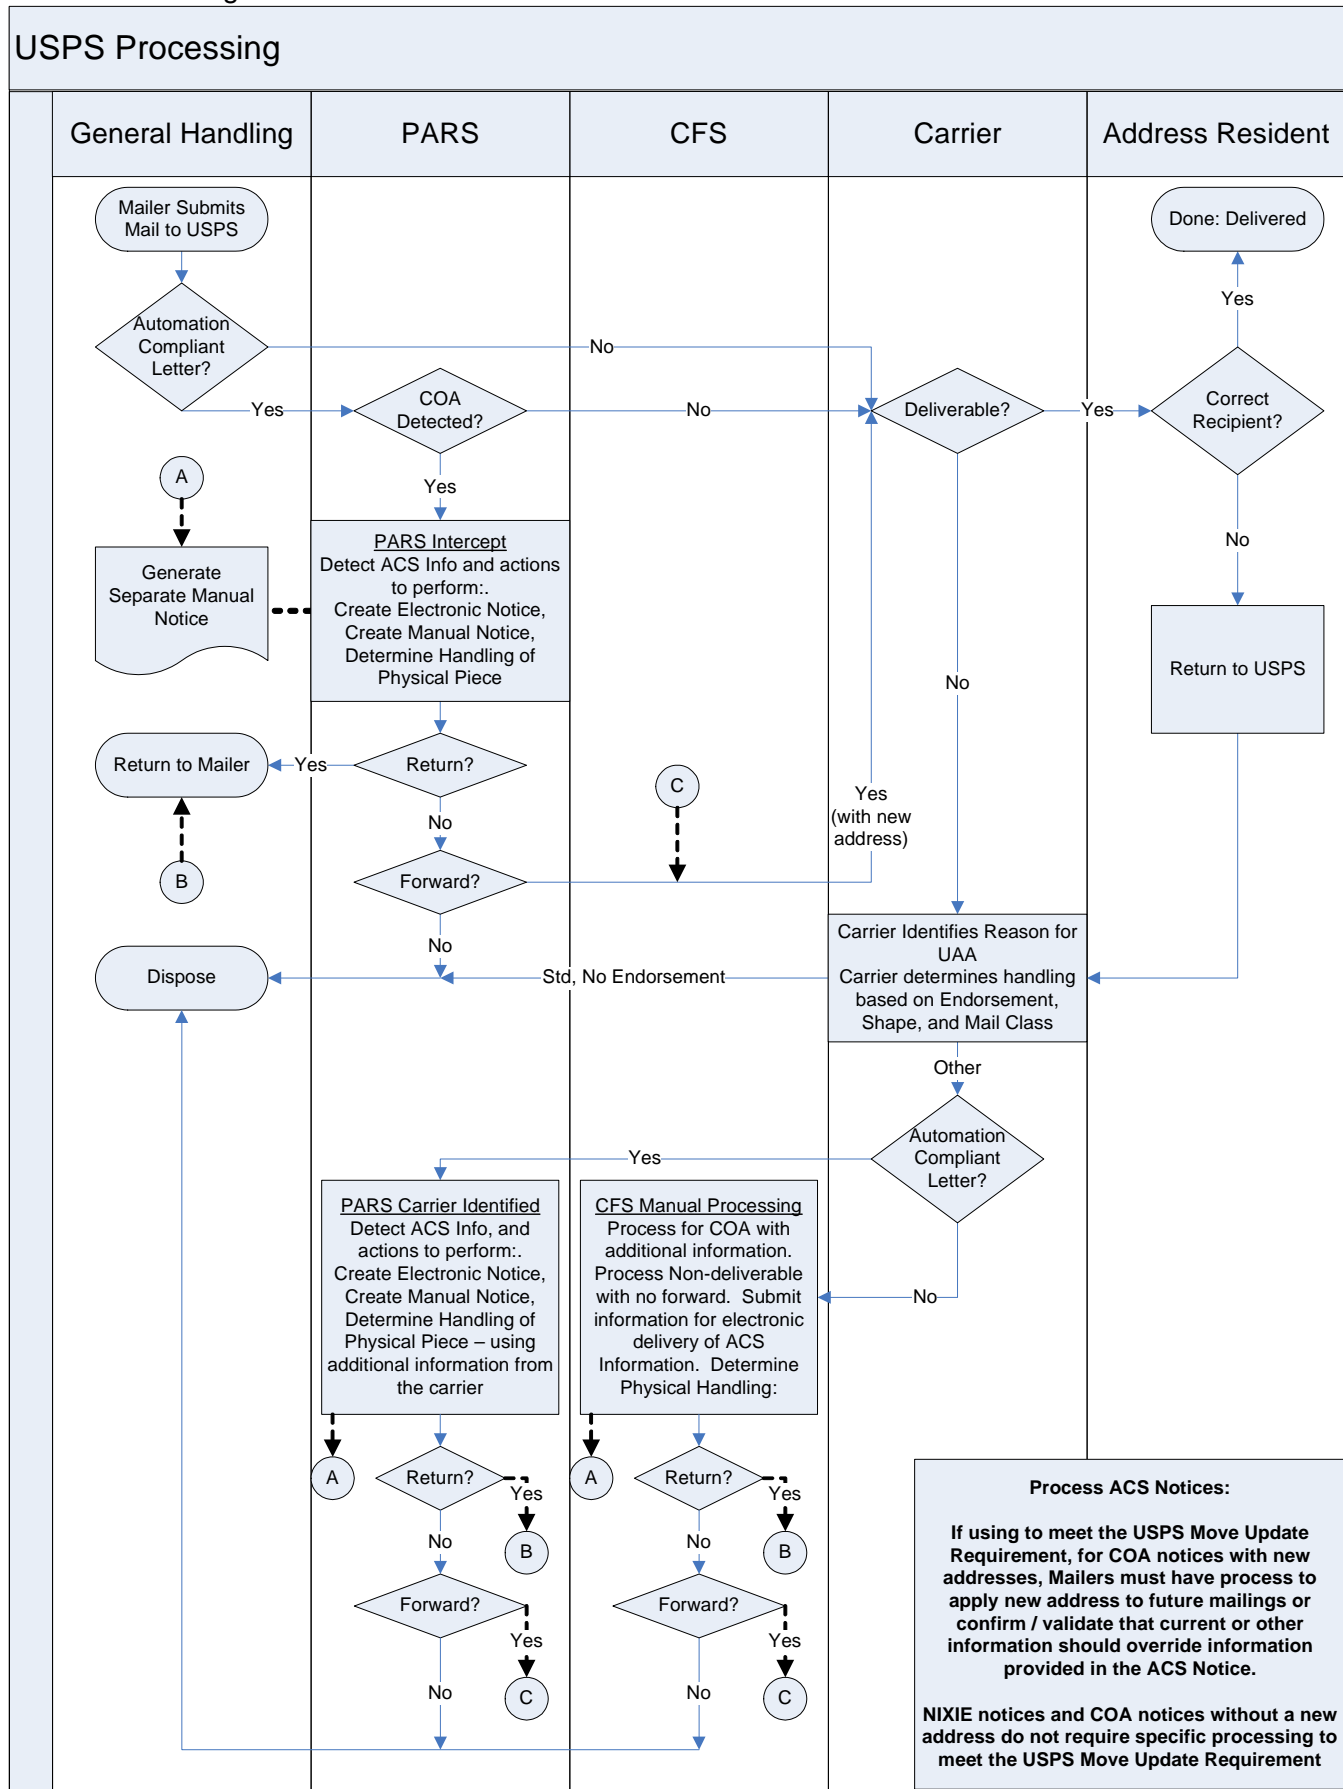 USPS Processing
General Handling
PARS
CFS
Carrier
Address Resident
Mailer Submits
Mail to USPS
Done: Delivered
Yes
Automation
Compliant
Letter?
No
Yes
COA
Detected?
No
Deliverable?
Yes
Correct
Recipient?
A
Yes
No
Generate
Separate Manual
Notice
PARS Intercept
Detect ACS Info and actions
to perform:.
Create Electronic Notice,
Create Manual Notice,
Determine Handling of
Physical Piece
No
Return to USPS
Return to Mailer
Yes
Return?
C
Yes
(with new
address)
No
B
Forward?
No
Dispose
Std, No Endorsement
Carrier Identifies Reason for
UAA
Carrier determines handling
based on Endorsement,
Shape, and Mail Class
Other
Automation
Compliant
Letter?
Yes
No
PARS Carrier Identified
Detect ACS Info, and
actions to perform:.
Create Electronic Notice,
Create Manual Notice,
Determine Handling of
Physical Piece – using
additional information from
the carrier
CFS Manual Processing
Process for COA with
additional information.
Process Non-deliverable
with no forward.  Submit
information for electronic
delivery of ACS
Information.  Determine
Physical Handling:
A
Return?
Yes
B
No
Forward?
Yes
C
No
A
Return?
Yes
B
No
Forward?
Yes
C
No
Process ACS Notices:
If using to meet the USPS Move Update
Requirement, for COA notices with new
addresses, Mailers must have process to
apply new address to future mailings or
confirm / validate that current or other
information should override information
provided in the ACS Notice.
NIXIE notices and COA notices without a new
address do not require specific processing to
meet the USPS Move Update Requirement